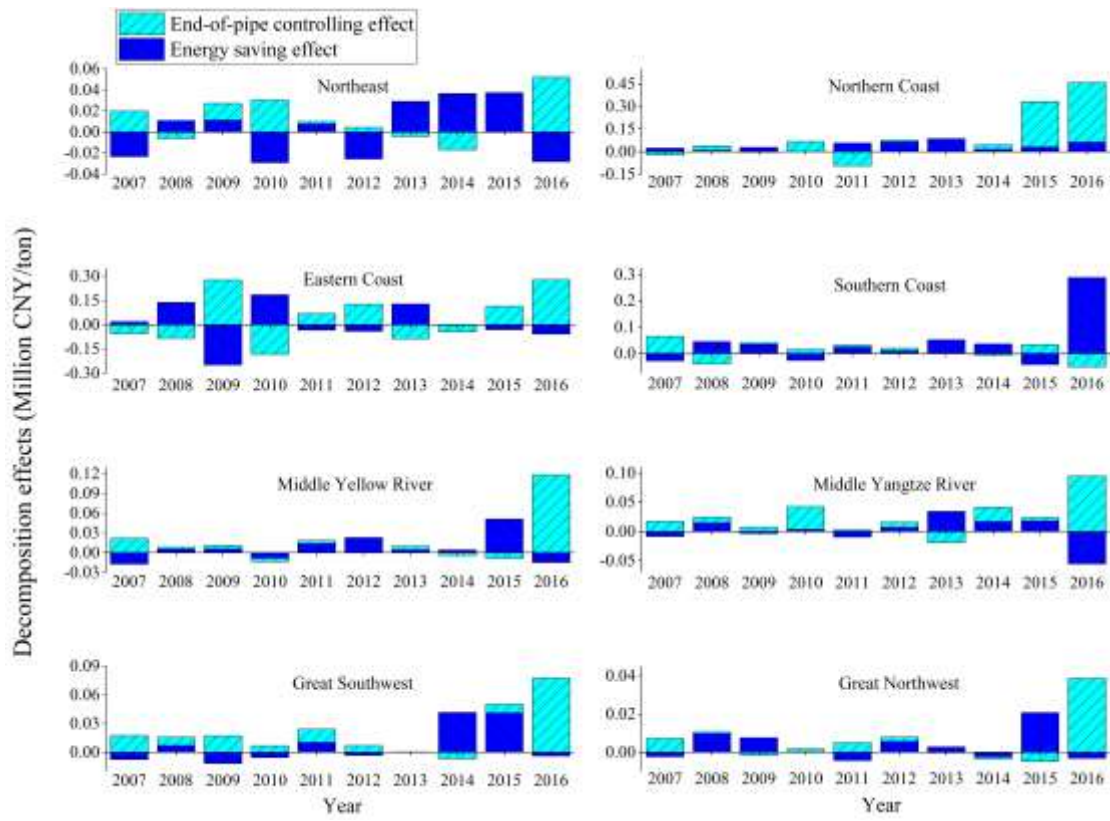 End-of-pipe controlling effect
Energy saving effect
Decomposition effects (Million CNY/ton)
Northeast
0.06
0.04
0.02
0.00
-0.02
-0.04
2007 2008 2009 2010 2011 2012 2013 2014 2015 2016
Northern Coast
0.45
0.30
0.15
0.00
-0.15
2007 2008 2009 2010 2011 2012 2013 2014 2015 2016
Eastern Coast
0.30
0.15
0.00
-0.15
-0.30
2007 2008 2009 2010 2011 2012 2013 2014 2015 2016
Southern Coast
0.3
0.2
0.1
0.0
2007 2008 2009 2010 2011 2012 2013 2014 2015 2016
Middle Yellow River
0.12
0.09
0.06
0.03
0.00
-0.03
2007 2008 2009 2010 2011 2012 2013 2014 2015 2016
Middle Yangtze River
0.10
0.05
0.00
-0.05
2007 2008 2009 2010 2011 2012 2013 2014 2015 2016
Great Southwest
0.09
0.06
0.03
0.00
2007 2008 2009 2010 2011 2012 2013 2014 2015 2016
Year
Great Northwest
0.04
0.02
0.00
2007 2008 2009 2010 2011 2012 2013 2014 2015 2016
Year